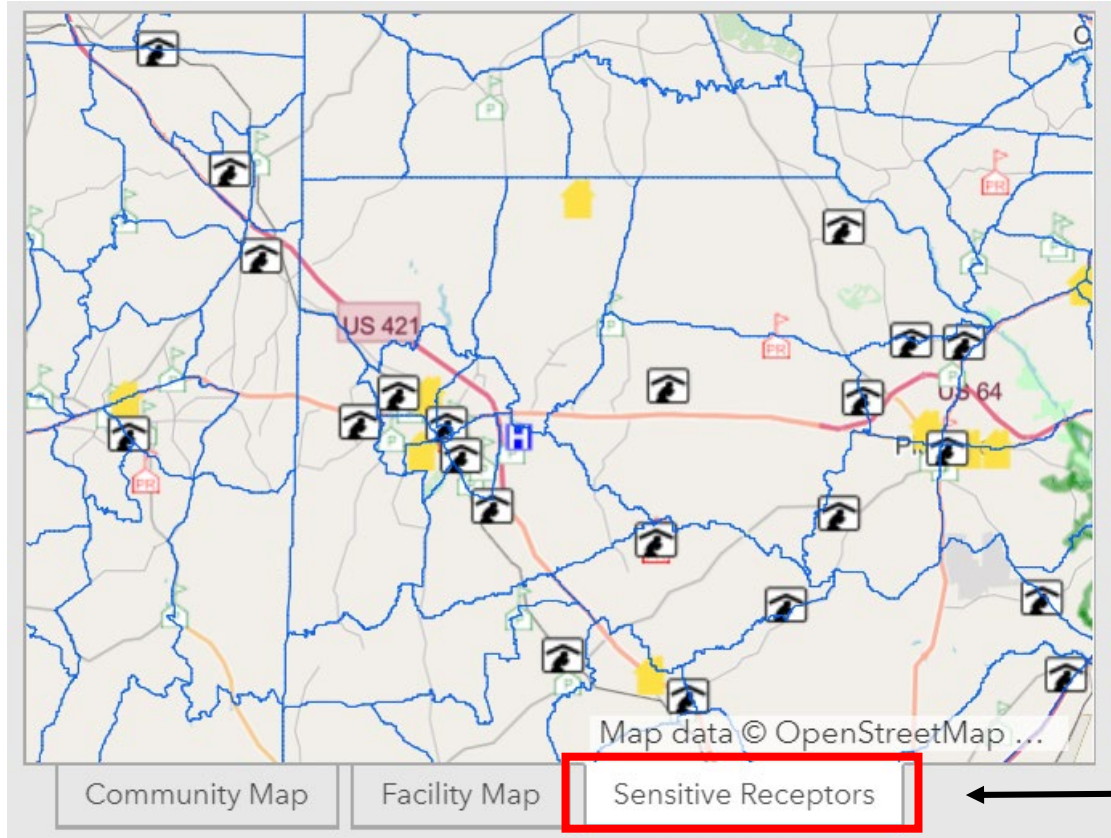 P
PR
US 421
PR
US 64
H
PR
Map data © OpenStreetMap ...
Community Map
Facility Map
Sensitive Receptors